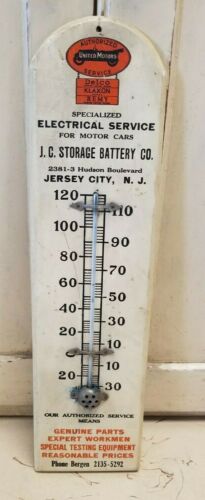 AUTHORIZED
UNITED MOTORS
SERVICE
Delco
KLAXON
REMY
SPECIALIZED
ELECTRICAL SERVICE
FOR MOTOR CARS
J. C. STORAGE BATTERY CO.
2381-3 Hudson Boulevard
JERSEY CITY, N. J.
120
110
100
90
80
70
60
50
40
30
20
10
0
10
20
30
OUR AUTHORIZED SERVICE
MEANS
GENUINE PARTS
EXPERT WORKMEN
SPECIAL TESTING EQUIPMENT
REASONABLE PRICES
Phone Bergen 2135-5292